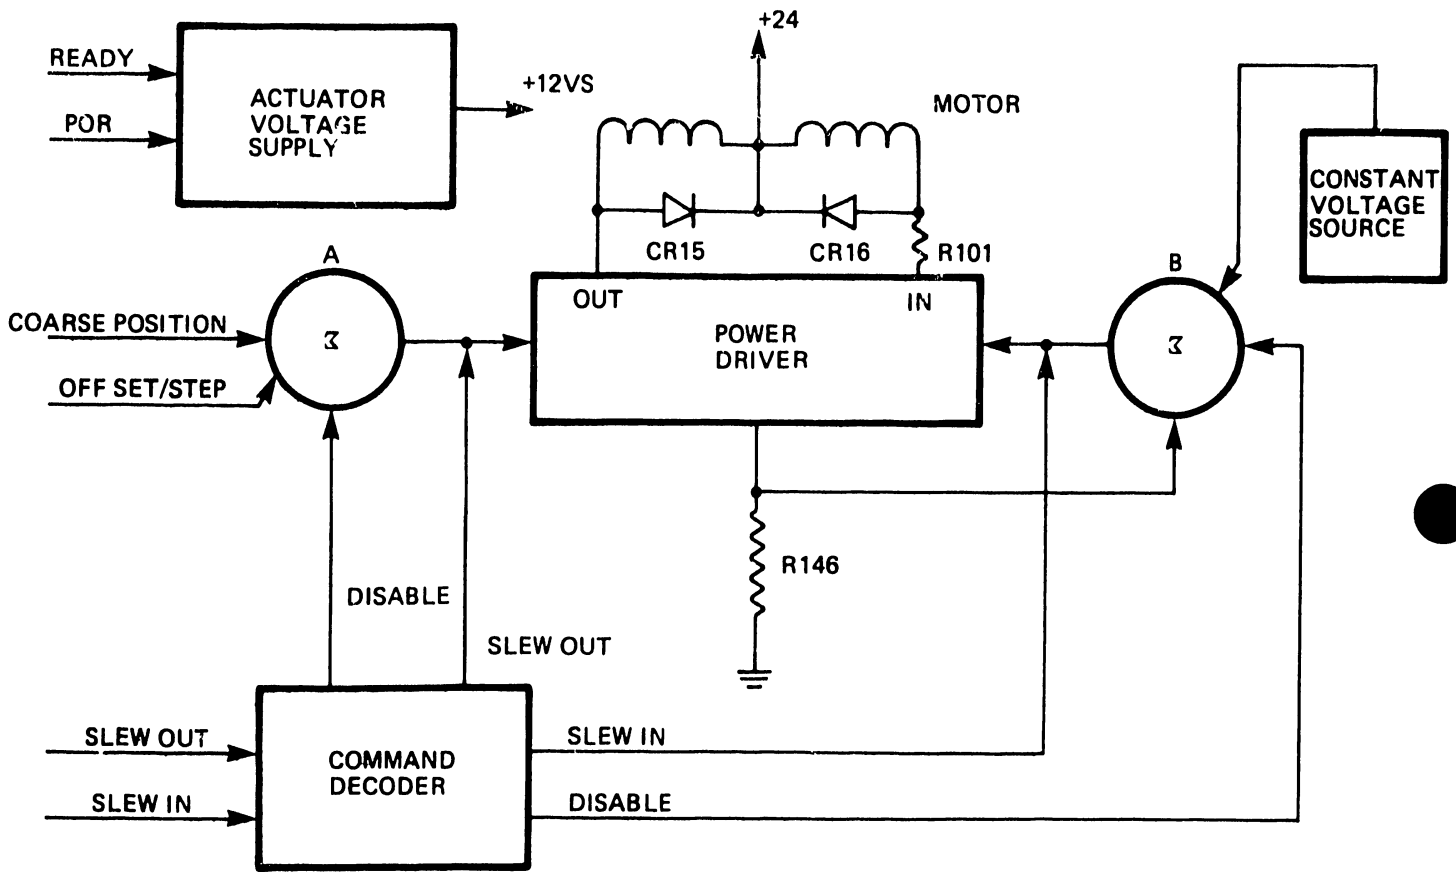 READY
POR
ACTUATOR
VOLTAGE
SUPPLY
+12VS
+24
MOTOR
CONSTANT
VOLTAGE
SOURCE
CR15
CR16
R101
A
B
OUT
IN
COARSE POSITION
Σ
POWER
DRIVER
Σ
OFF SET/STEP
R146
DISABLE
SLEW OUT
SLEW OUT
SLEW IN
COMMAND
DECODER
SLEW IN
DISABLE